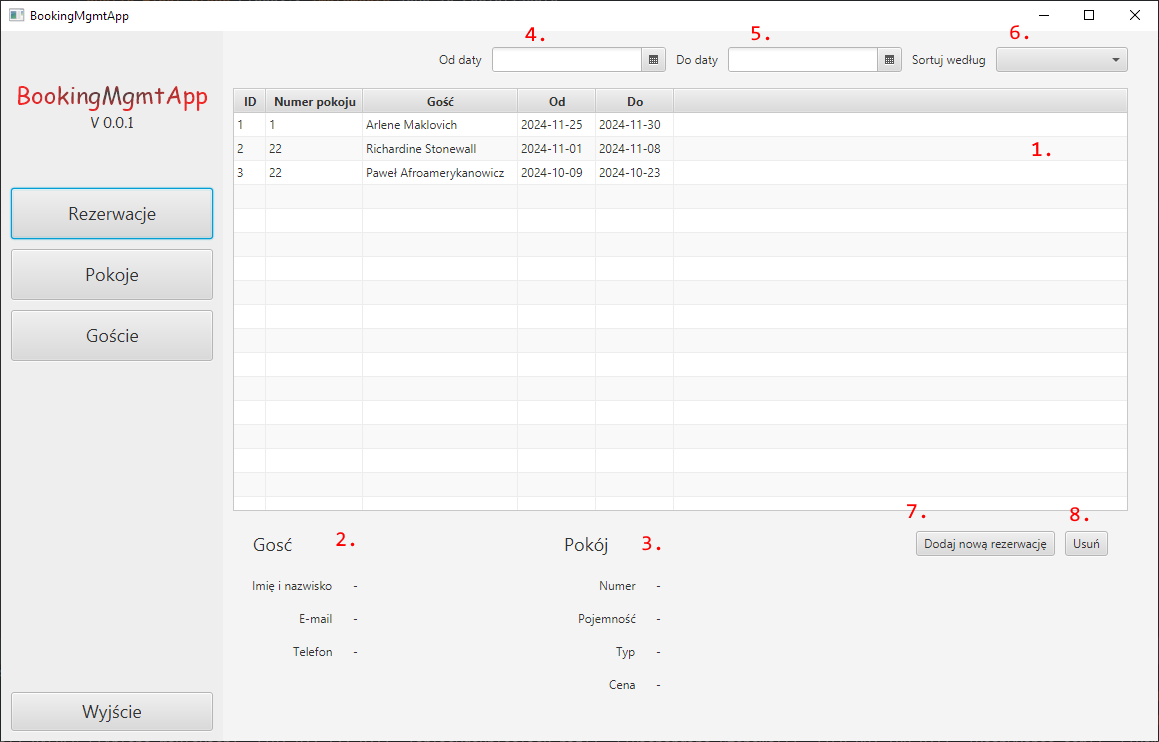 BookingMgmtApp
4.
5.
6.
Od daty
Do daty
Sortuj według
BookingMgmtApp
V 0.0.1
Rezerwacje
Pokoje
Goście
Wyjście
ID Numer pokoju Gość Od Do
1 1 Arlene Maklovich 2024-11-25 2024-11-30
1.
2 22 Richardine Stonewall 2024-11-01 2024-11-08
3 22 Paweł Afroamerykanowicz 2024-10-09 2024-10-23
Gosć 2.
Imię i nazwisko -
E-mail -
Telefon -
Pokój 3.
Numer -
Pojemność -
Typ -
Cena -
7.
8.
Dodaj nową rezerwację
Usuń